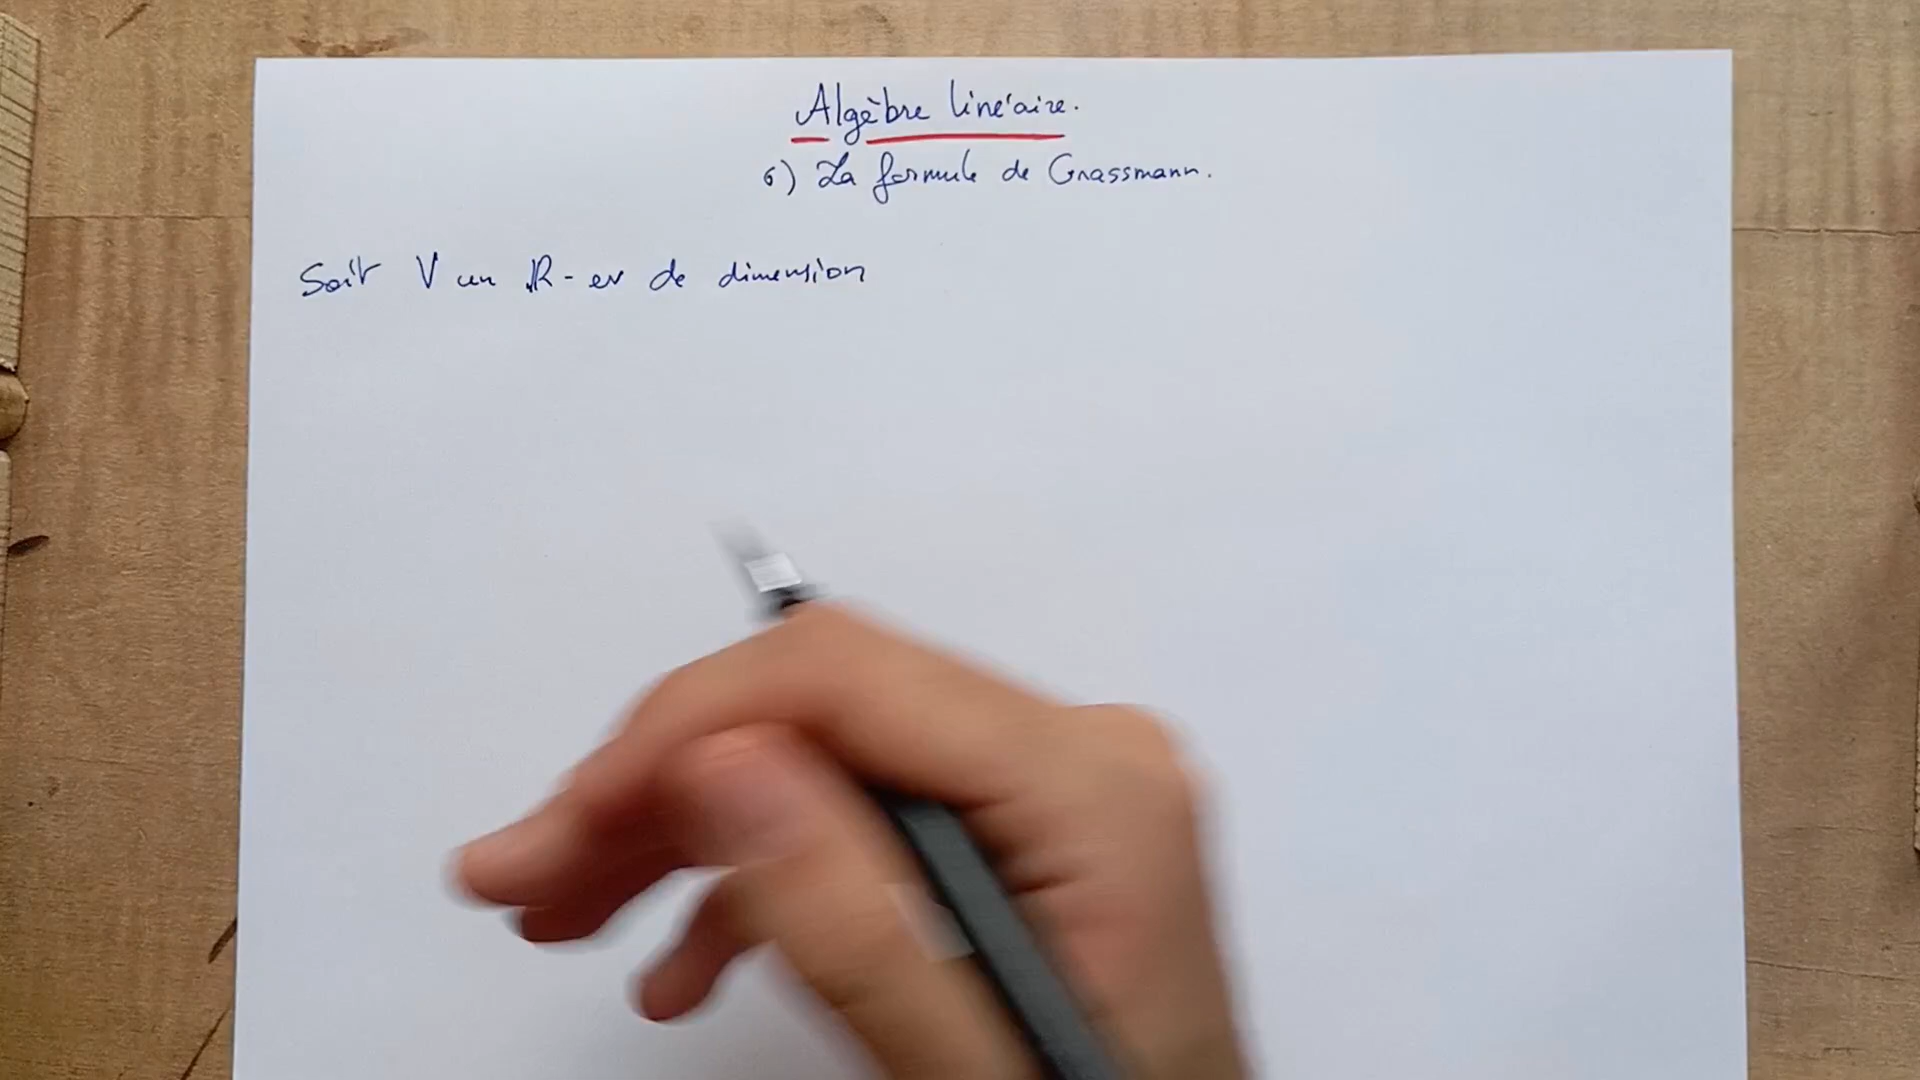 Algèbre linéaire.
6) La formule de Grassmann.
Soit V un ℝ-ev de dimension